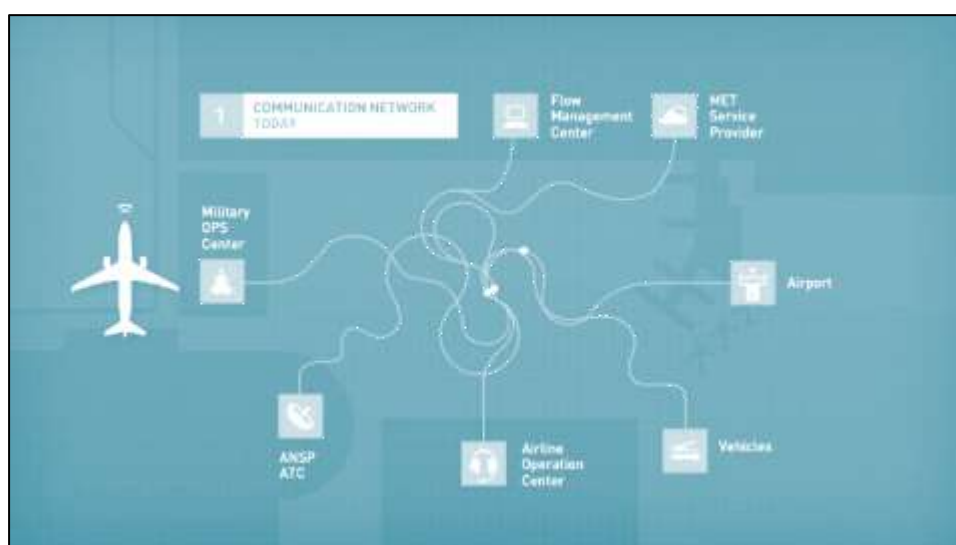 1
COMMUNICATION NETWORK
TODAY
Flow
Management
Center
MET
Service
Provider
Military
OPS
Center
Airport
ANSP
ATC
Airline
Operation
Center
Vehicles